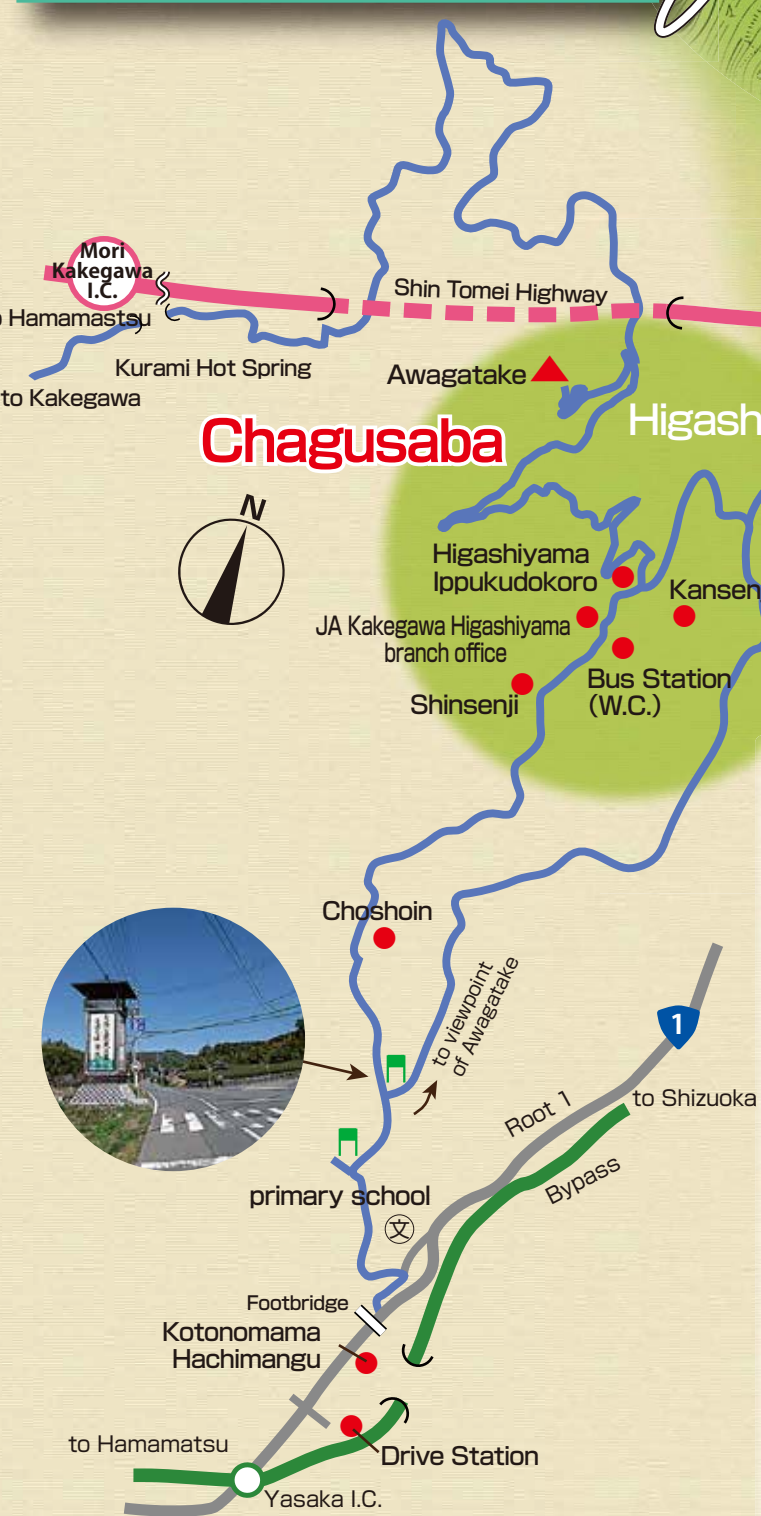 Mori
Kakegawa
I.C.
Shin Tomei Highway
Hamamastsu
Kurami Hot Spring
to Kakegawa
Awagatake
Chagusaba
N
Higashiyama
Ippukudokoro
Kansen
JA Kakegawa Higashiyama
branch office
Shinsenji
Bus Station
(W.C.)
Choshoin
to viewpoint
of Awagatake
1
Root 1
to Shizuoka
Bypass
primary school
文
Footbridge
Kotonomama
Hachimangu
to Hamamatsu
Drive Station
Yasaka I.C.